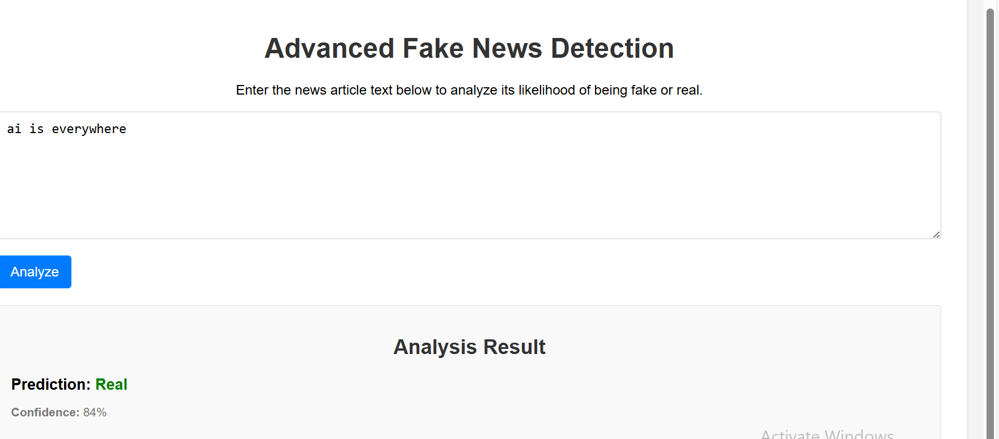 Advanced Fake News Detection
Enter the news article text below to analyze its likelihood of being fake or real.
ai is everywhere
Analyze
Analysis Result
Prediction: Real
Confidence: 84%
Activate Windows